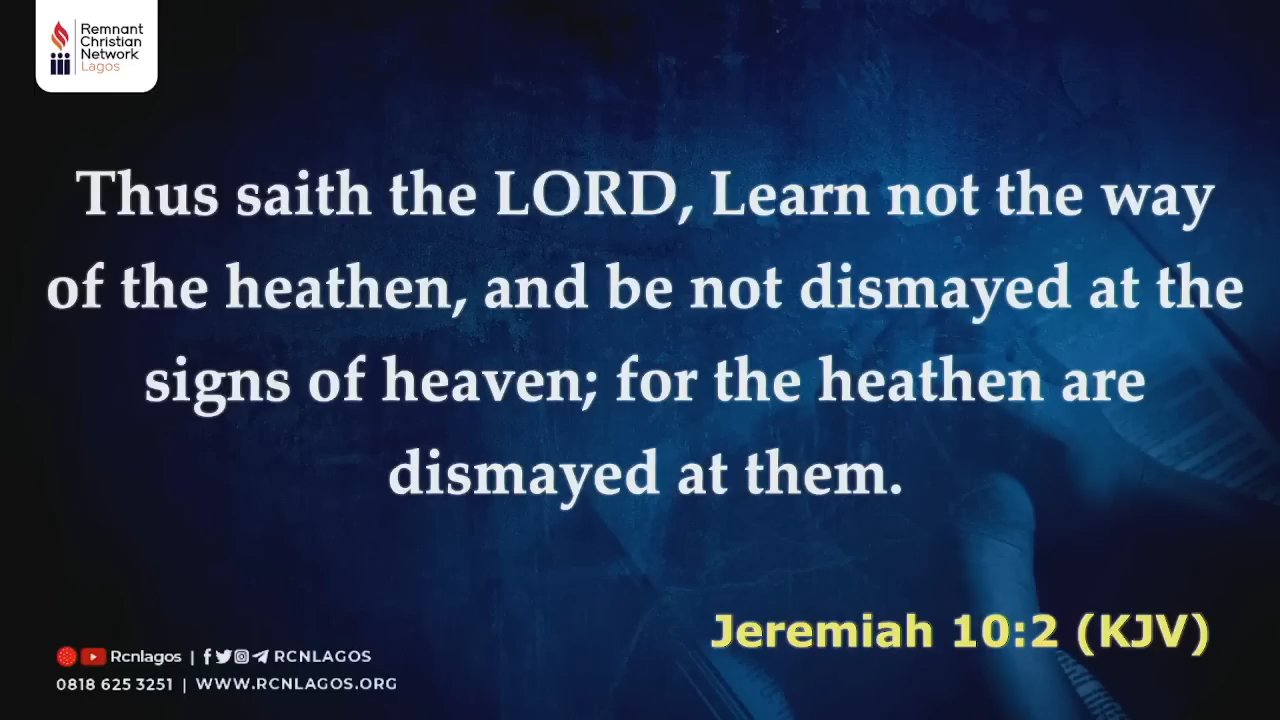 Remnant
Christian
Network
Lagos
Thus saith the LORD, Learn not the way
of the heathen, and be not dismayed at the
signs of heaven; for the heathen are
dismayed at them.
Jeremiah 10:2 (KJV)
Rcnlagos | RCNLAGOS
0818 625 3251 | WWW.RCNLAGOS.ORG